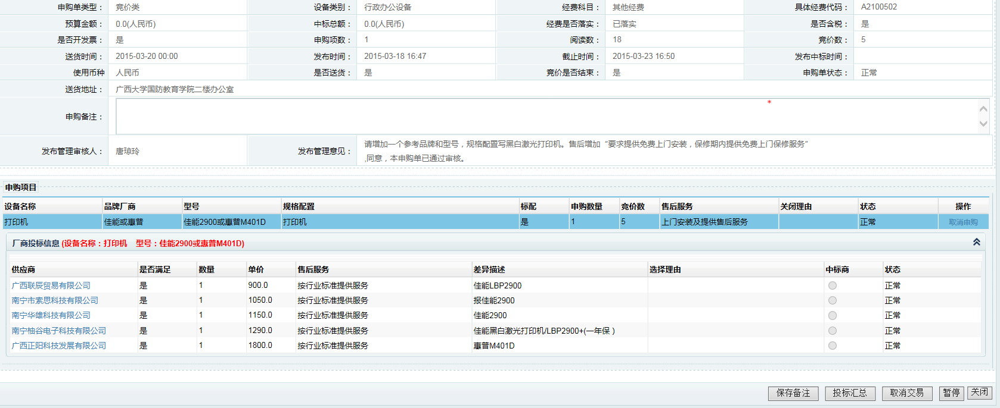 申购单类型： 竞价类 设备类别： 行政办公设备 经费科目： 其他经费 具体经费代码： A2100502
预算金额： 0.0(人民币) 中标总额： 0.0(人民币) 经费是否落实： 已落实 是否含税： 是
是否开发票： 是 申购项数： 1 阅读数： 18 竞价数： 5
送货时间： 2015-03-20 00:00 发布时间： 2015-03-18 16:47 截止时间： 2015-03-23 16:50 发布中标时间：
使用币种 人民币 是否送货： 是 竞价是否结束： 是 申购单状态： 正常
送货地址： 广西大学国防教育学院二楼办公室
*
申购备注：
发布管理审核人： 唐琼玲 发布管理意见： 请增加一个参考品牌和型号，规格配置写黑白激光打印机。售后增加“要求提供免费上门安装，保修期内提供免费上门保修服务”
,同意，本申购单已通过审核。
申购项目
设备名称 品牌厂商 型号 规格配置 标配 申购数量 竞价数 售后服务 关闭理由 状态 操作
打印机 佳能或惠普 佳能2900或惠普M401D 打印机 是 1 5 上门安装及提供售后服务 正常 取消申购
厂商投标信息 (设备名称：打印机 型号：佳能2900或惠普M401D)
供应商 是否满足 数量 单价 售后服务 差异描述 选择理由 中标商 状态
广西联辰贸易有限公司 是 1 900.0 按行业标准提供服务 佳能LBP2900 正常
南宁市索思科技有限公司 是 1 1050.0 按行业标准提供服务 报佳能2900 正常
南宁华雄科技有限公司 是 1 1150.0 按行业标准提供服务 佳能2900 正常
南宁柚谷电子科技有限公司 是 1 1290.0 按行业标准提供服务 佳能黑白激光打印机/LBP2900+(一年保） 正常
广西正阳科技发展有限公司 是 1 1800.0 按行业标准提供服务 惠普M401D 正常
保存备注 投标汇总 取消交易 暂停 关闭